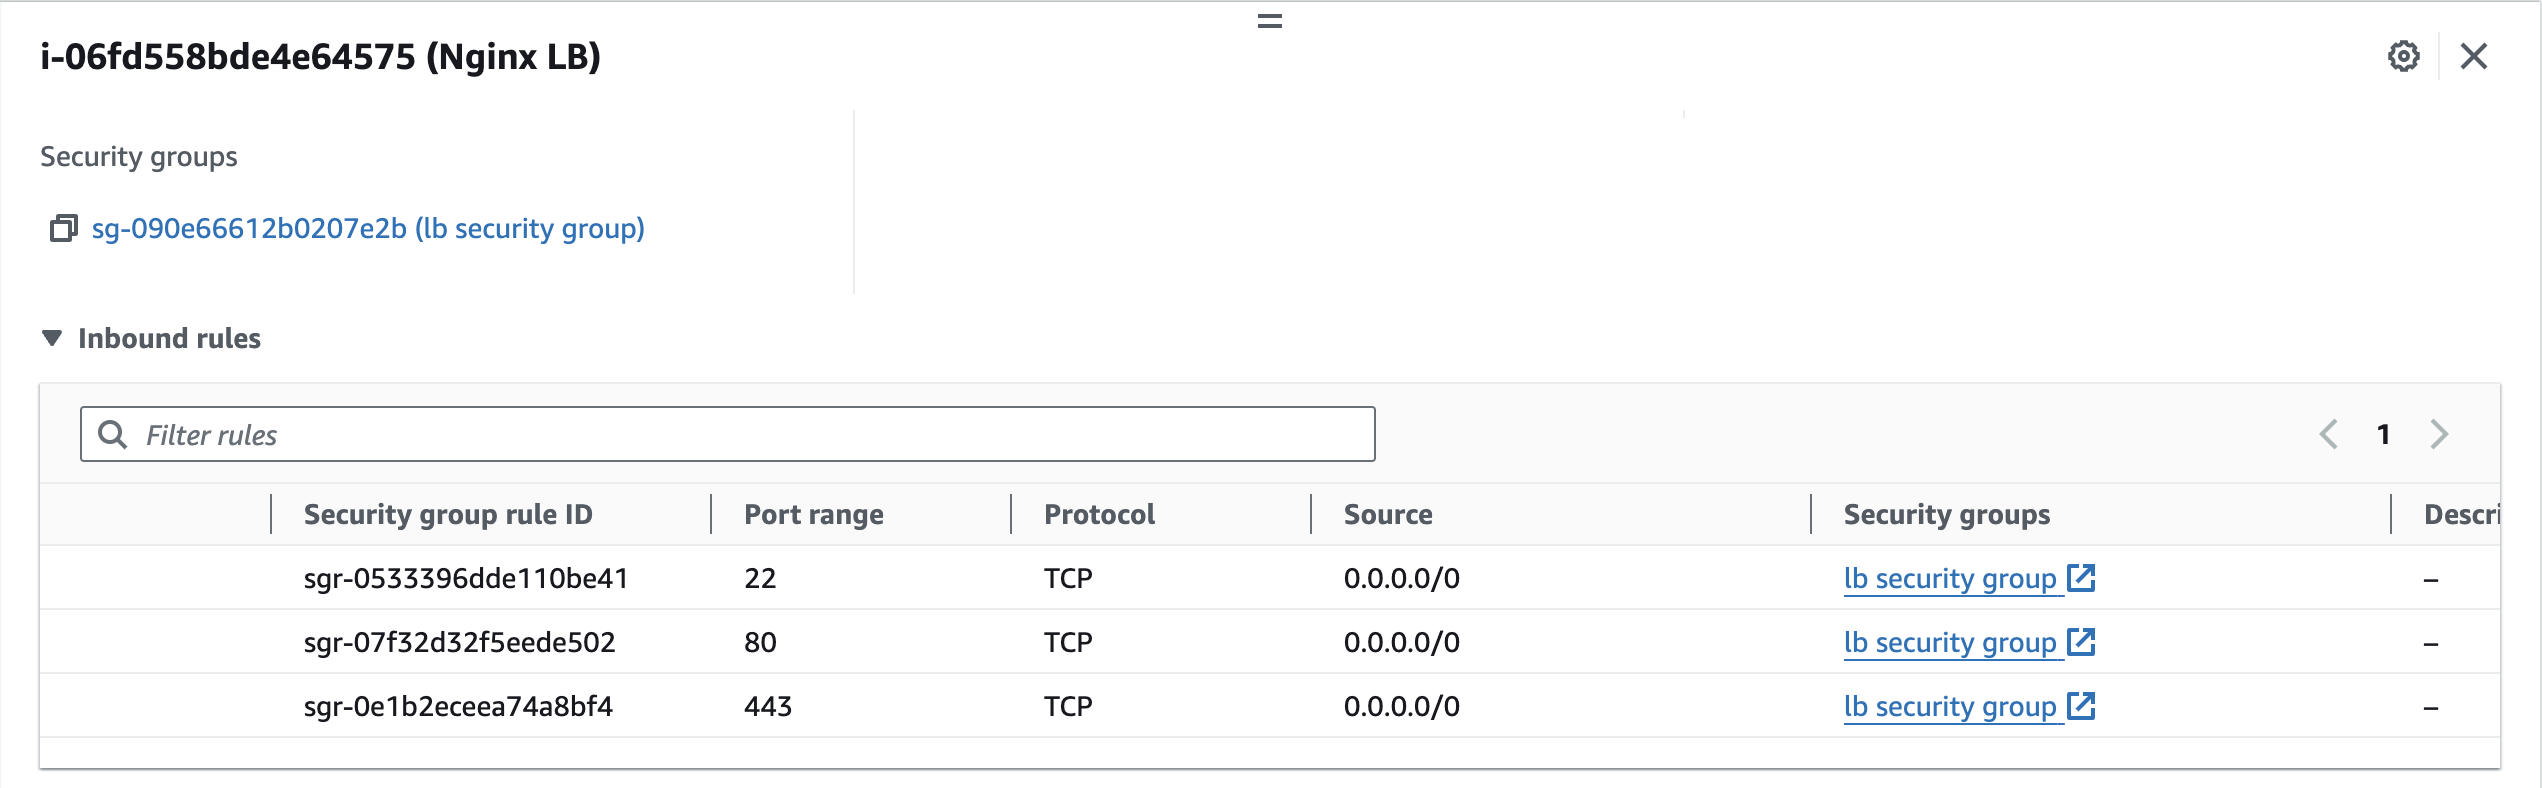 i-06fd558bde4e64575 (Nginx LB)
Security groups
sg-090e66612b0207e2b (lb security group)
Inbound rules
Filter rules
1
Security group rule ID Port range Protocol Source Security groups Descri
sgr-0533396dde110be41 22 TCP 0.0.0.0/0 lb security group –
sgr-07f32d32f5eede502 80 TCP 0.0.0.0/0 lb security group –
sgr-0e1b2eceea74a8bf4 443 TCP 0.0.0.0/0 lb security group –